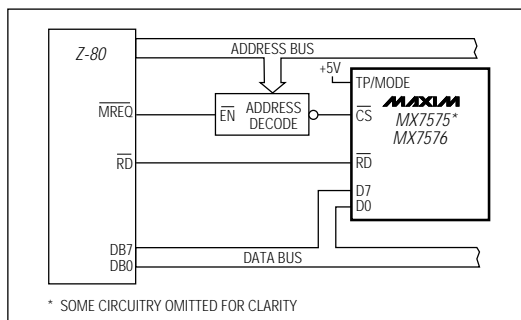 Z-80
ADDRESS BUS
+5V
TP/MODE
MAXIM
MREQ
EN
ADDRESS
DECODE
CS
MX7575*
MX7576
RD
RD
D7
D0
DB7
DB0
DATA BUS
* SOME CIRCUITRY OMITTED FOR CLARITY